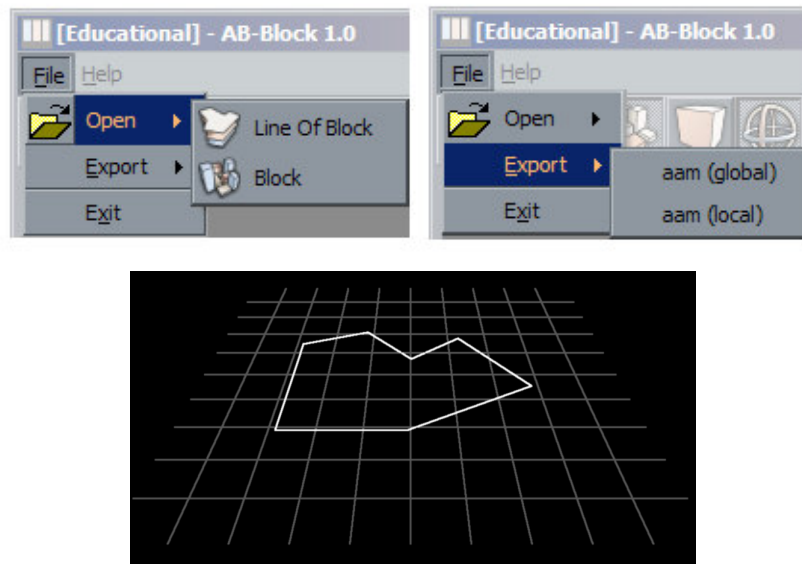 [Educational] - AB-Block 1.0
File Help
Open
Line Of Block
Export
Block
Exit
[Educational] - AB-Block 1.0
File Help
Open
Export
aam (global)
Exit
aam (local)